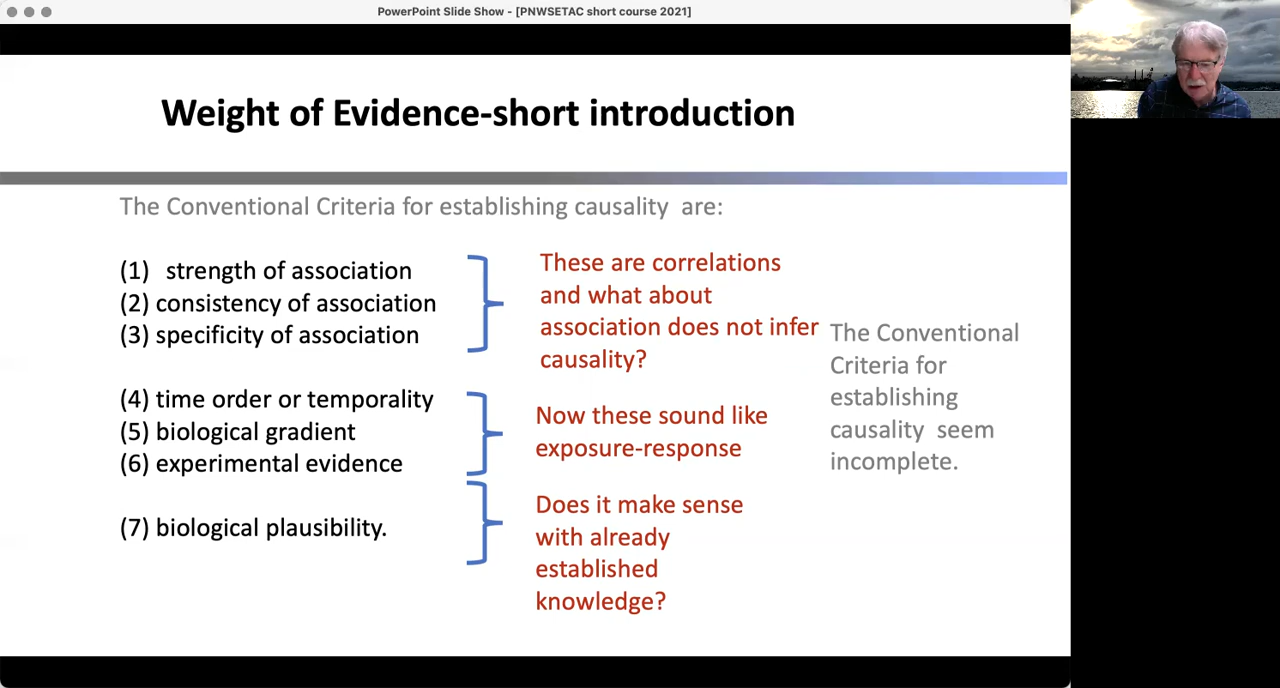 PowerPoint Slide Show - [PNWSETAC short course 2021]
Weight of Evidence-short introduction
The Conventional Criteria for establishing causality are:
(1) strength of association
(2) consistency of association
(3) specificity of association
These are correlations
and what about
association does not infer
causality?
(4) time order or temporality
(5) biological gradient
(6) experimental evidence
Now these sound like
exposure-response
(7) biological plausibility.
Does it make sense
with already
established
knowledge?
The Conventional
Criteria for
establishing
causality seem
incomplete.